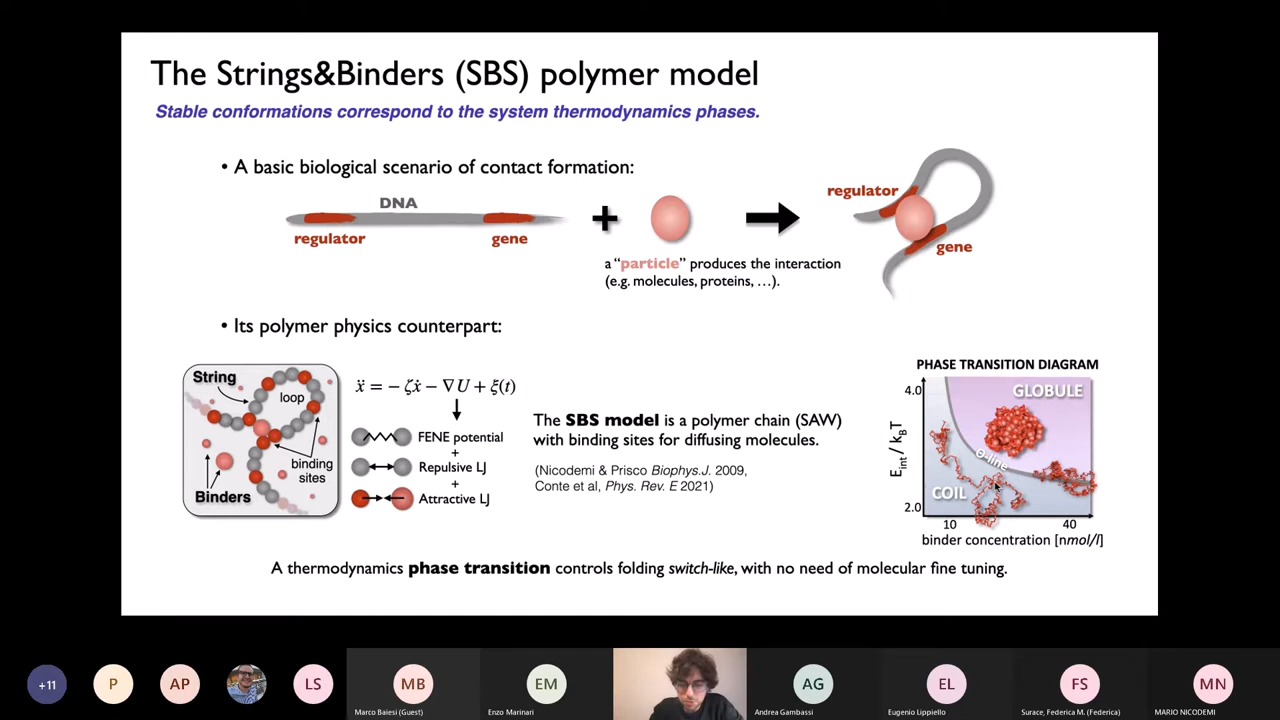 The Strings&Binders (SBS) polymer model
Stable conformations correspond to the system thermodynamics phases.
• A basic biological scenario of contact formation:
DNA
regulator
gene
+
a “particle” produces the interaction
(e.g. molecules, proteins, …).
regulator
gene
• Its polymer physics counterpart:
String
loop
binding
sites
Binders
ẍ = − ζẋ − ∇U + ξ(t)
FENE potential
+
Repulsive LJ
+
Attractive LJ
The SBS model is a polymer chain (SAW)
with binding sites for diffusing molecules.
(Nicodemi & Prisco Biophys.J. 2009,
Conte et al, Phys. Rev. E 2021)
PHASE TRANSITION DIAGRAM
4.0
GLOBULE
E_int / k_BT
Θ-line
COIL
2.0
10
40
binder concentration [nmol/l]
A thermodynamics phase transition controls folding switch-like, with no need of molecular fine tuning.
+11
P
AP
LS
MB
EM
AG
EL
FS
MN
Marco Baiesi (Guest)
Enzo Marinari
Andrea Gambassi
Eugenio Lippiello
Surace, Federica M. (Federica)
MARIO NICODEMI